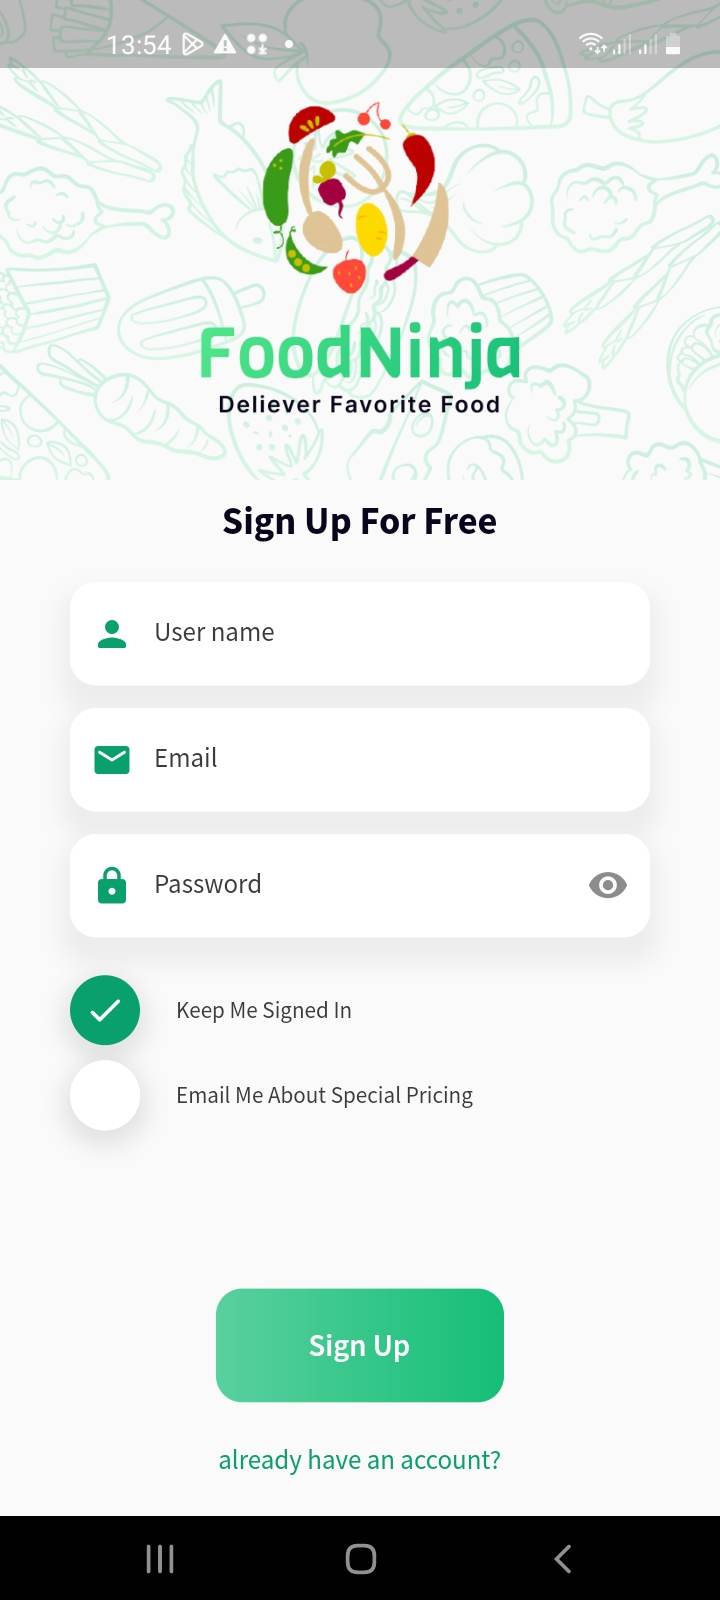 13:54
FoodNinja
Deliever Favorite Food
Sign Up For Free
User name
Email
Password
Keep Me Signed In
Email Me About Special Pricing
Sign Up
already have an account?